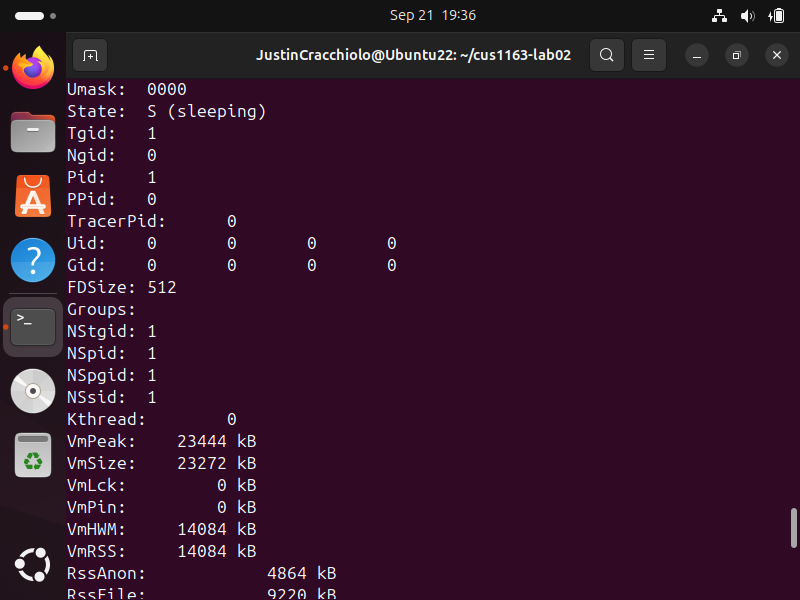 Sep 21 19:36
JustinCracchiolo@Ubuntu22: ~/cus1163-lab02
Umask: 0000
State: S (sleeping)
Tgid: 1
Ngid: 0
Pid: 1
PPid: 0
TracerPid: 0
Uid: 0 0 0 0
Gid: 0 0 0 0
FDSize: 512
Groups:
NStgid: 1
NSpid: 1
NSpgid: 1
NSsid: 1
Kthread: 0
VmPeak: 23444 kB
VmSize: 23272 kB
VmLck: 0 kB
VmPin: 0 kB
VmHWM: 14084 kB
VmRSS: 14084 kB
RssAnon: 4864 kB
RssFile: 9220 kB